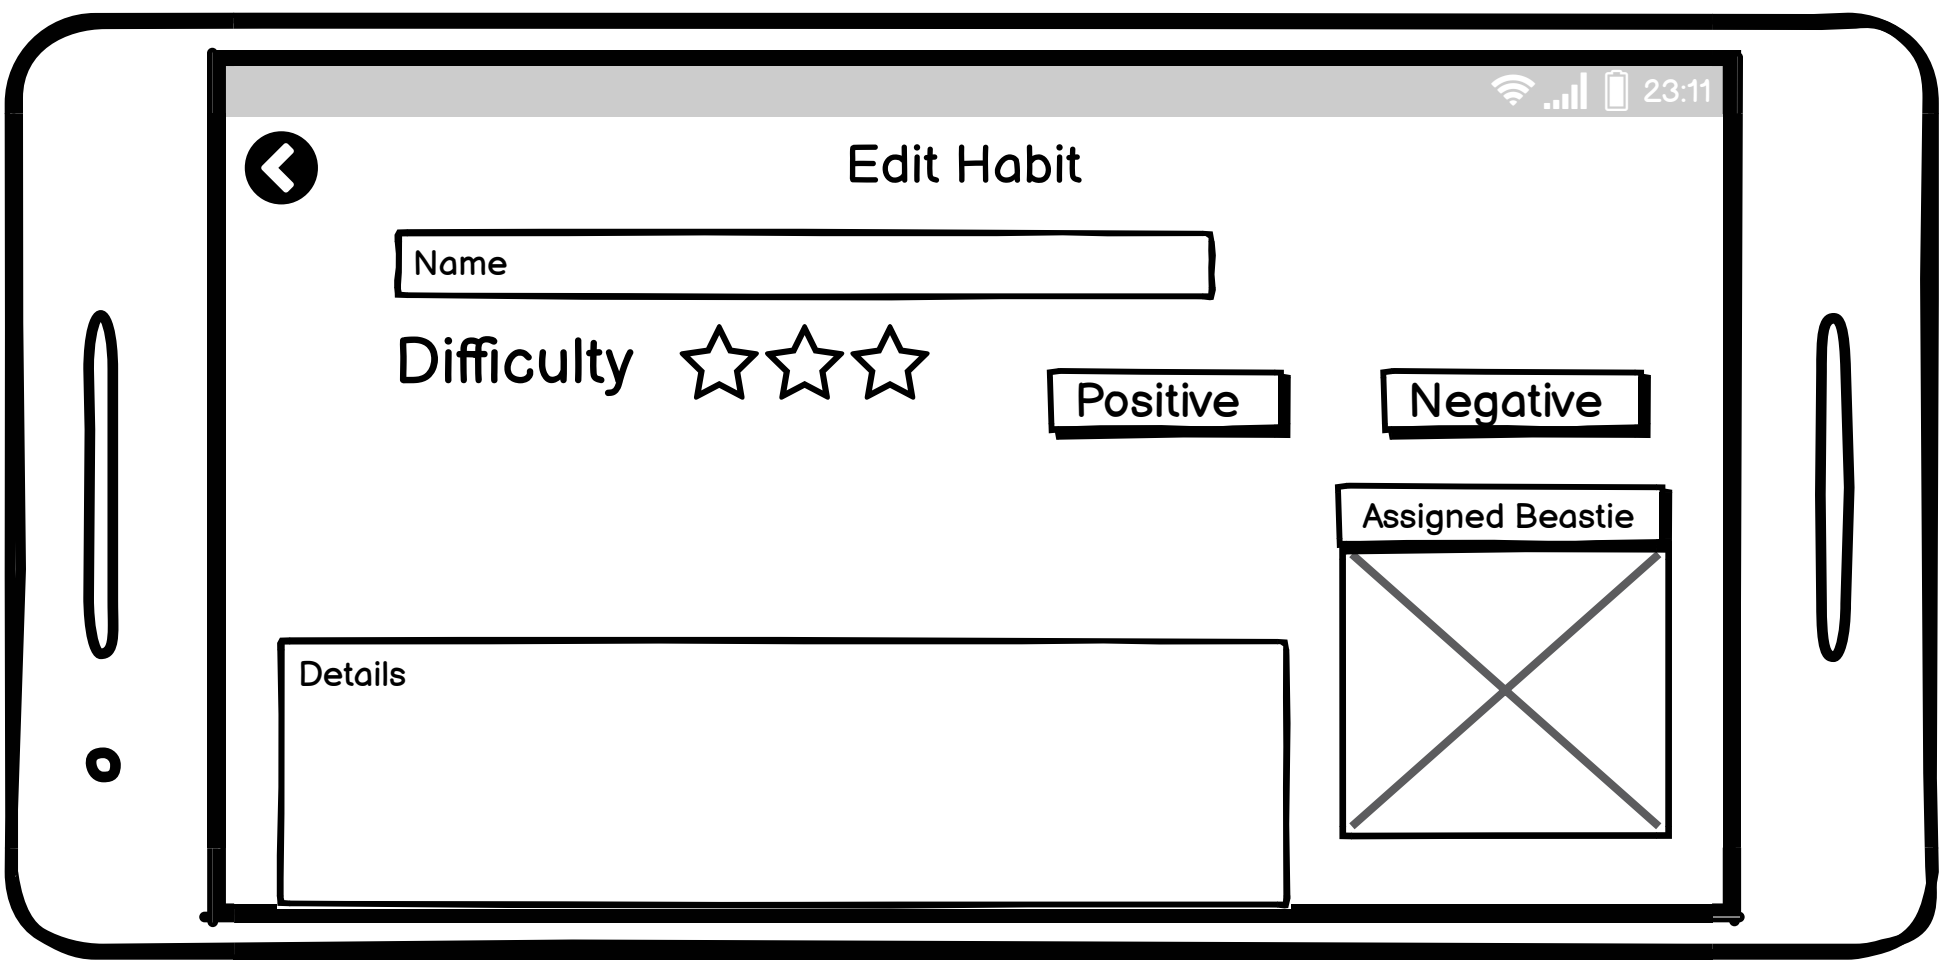 23:11
Edit Habit
Name
Difficulty
Positive
Negative
Assigned Beastie
Details